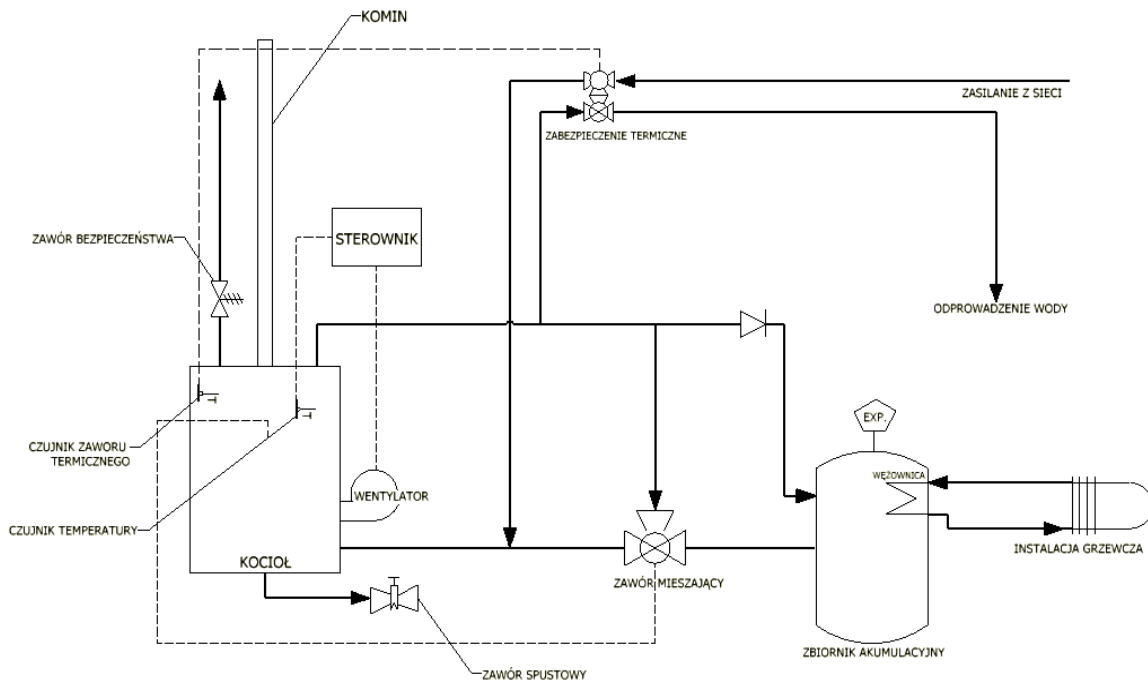 KOMIN
ZASILANIE Z SIECI
ZABEZPIECZENIE TERMICZNE
ZAWÓR BEZPIECZEŃSTWA
STEROWNIK
ODPROWADZENIE WODY
T
T
EXP.
CZUJNIK ZAWORU
TERMICZNEGO
WĘŻOWNICA
WENTYLATOR
CZUJNIK TEMPERATURY
INSTALACJA GRZEWCZA
KOCIOŁ
ZAWÓR MIESZAJĄCY
ZBIORNIK AKUMULACYJNY
ZAWÓR SPUSTOWY